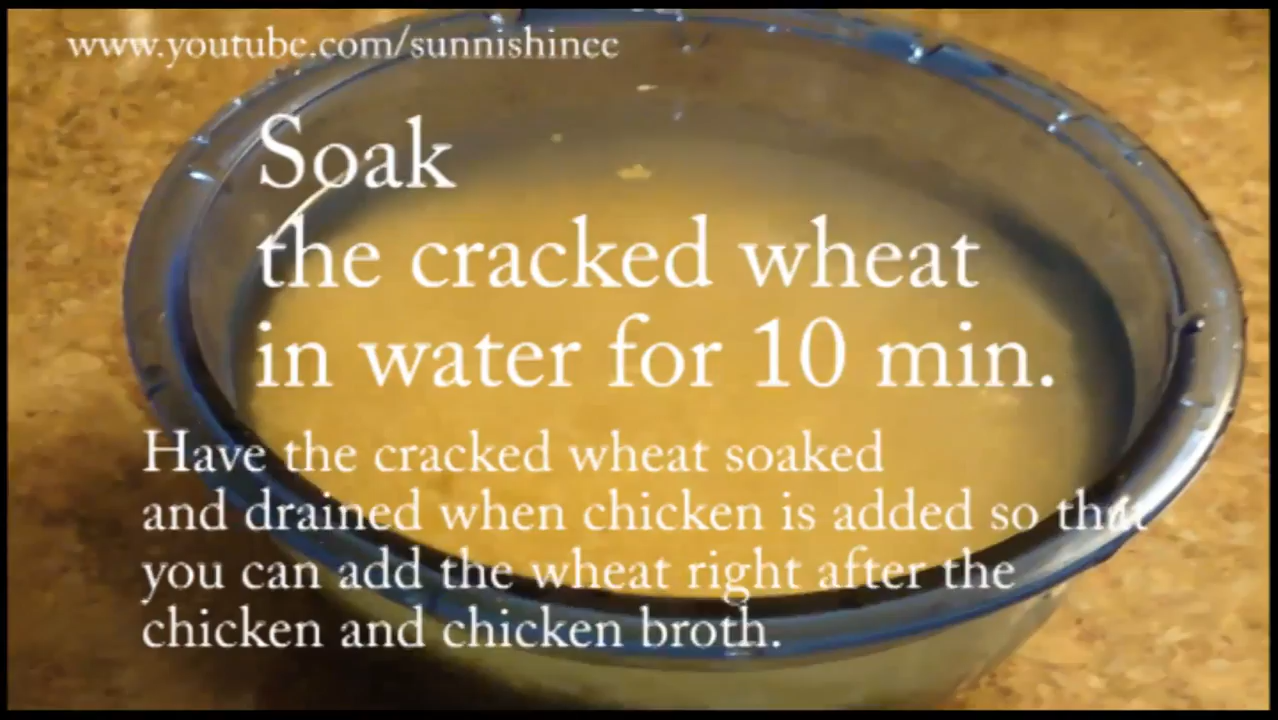 www.youtube.com/sunnishinee
Soak
the cracked wheat
in water for 10 min.
Have the cracked wheat soaked
and drained when chicken is added so that
you can add the wheat right after the
chicken and chicken broth.